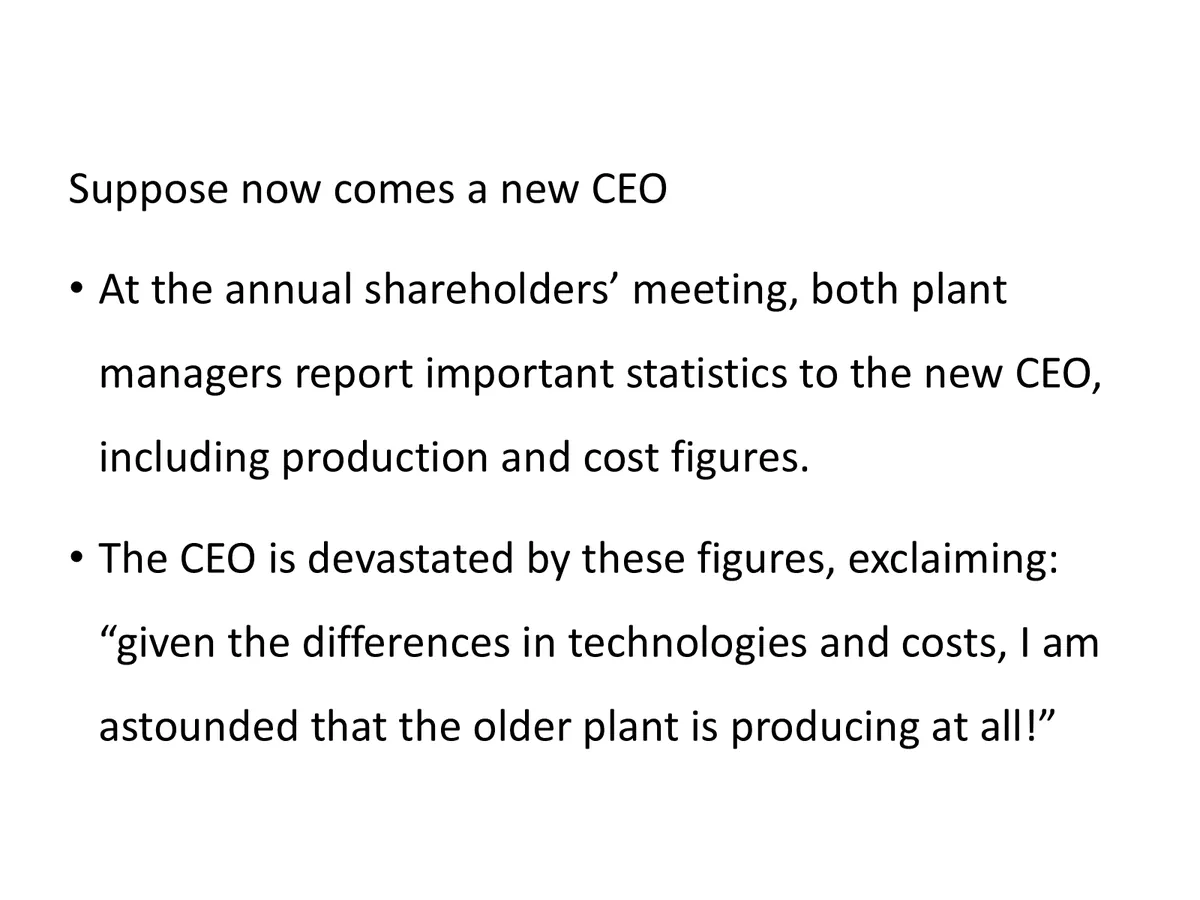 Suppose now comes a new CEO
• At the annual shareholders’ meeting, both plant
managers report important statistics to the new CEO,
including production and cost figures.
• The CEO is devastated by these figures, exclaiming:
“given the differences in technologies and costs, I am
astounded that the older plant is producing at all!”